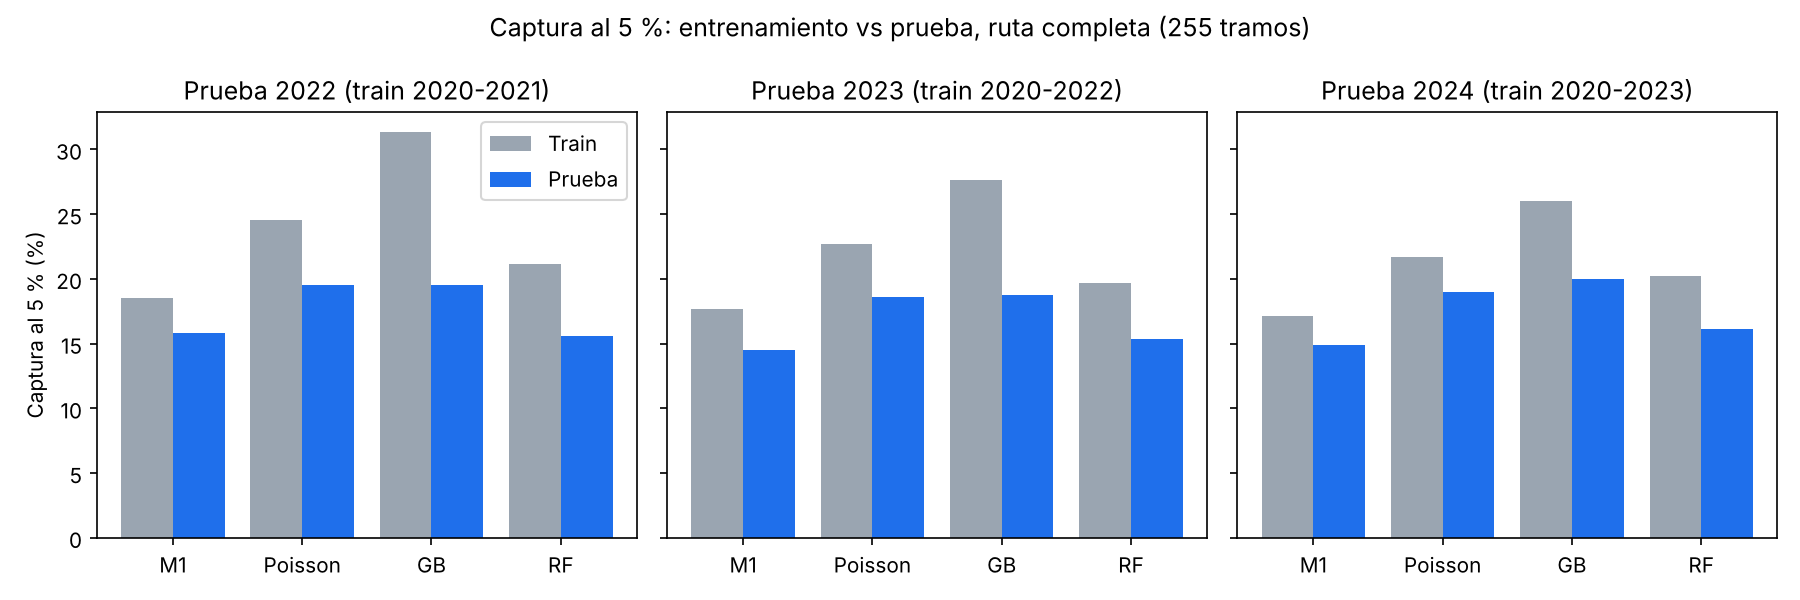 Captura al 5 %: entrenamiento vs prueba, ruta completa (255 tramos)
Prueba 2022 (train 2020-2021)
Prueba 2023 (train 2020-2022)
Prueba 2024 (train 2020-2023)
Captura al 5 % (%)
30
25
20
15
10
5
0
Train
Prueba
M1
Poisson
GB
RF
M1
Poisson
GB
RF
M1
Poisson
GB
RF